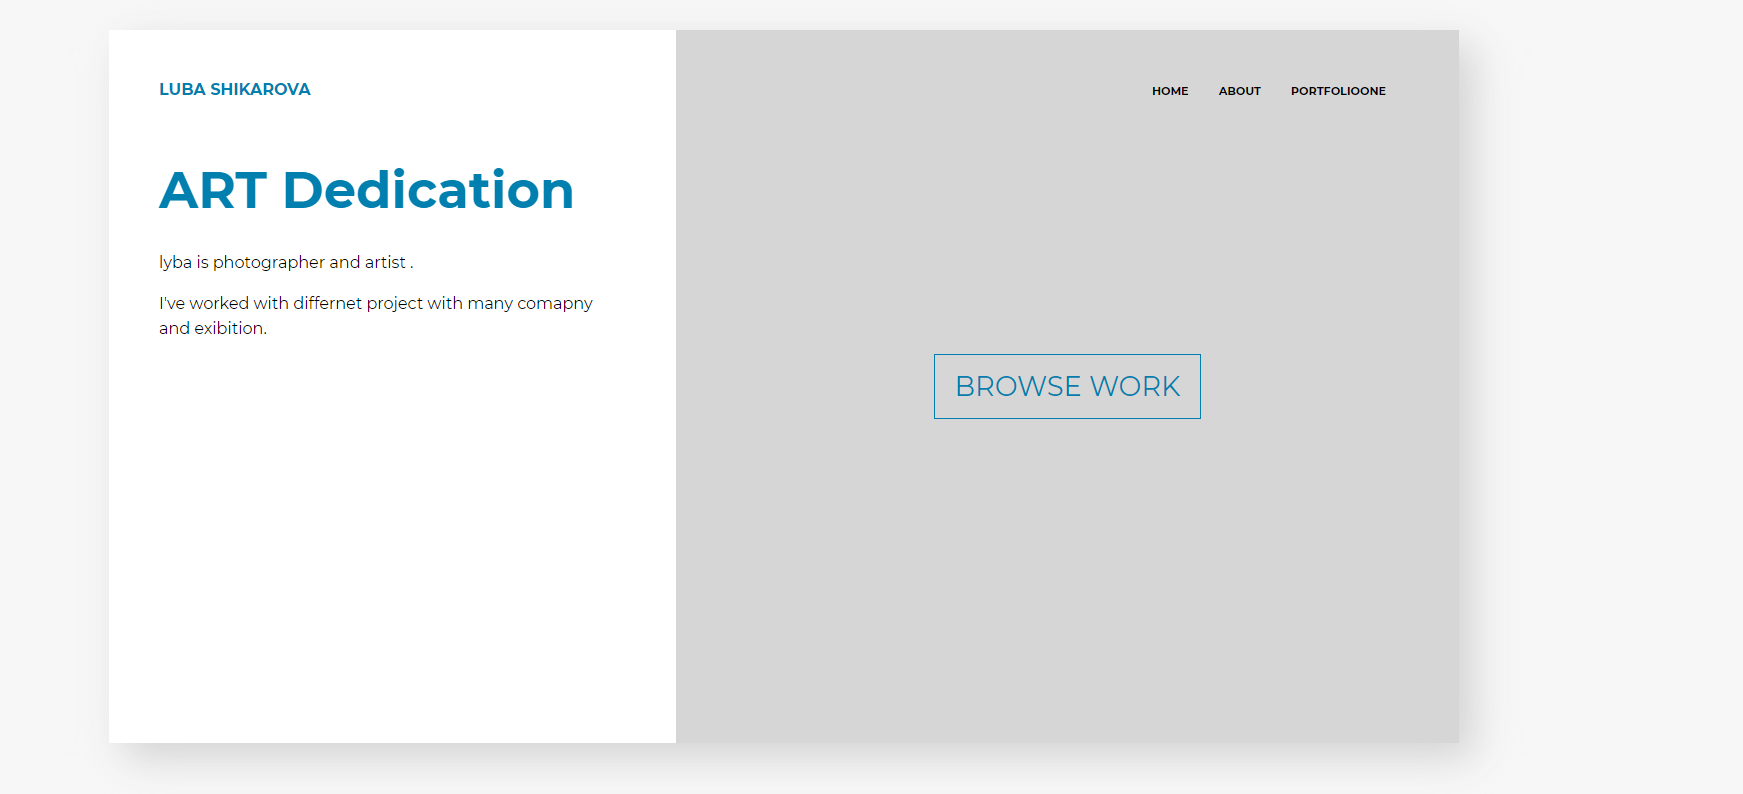 LUBA SHIKAROVA
HOME ABOUT PORTFOLIOONE
ART Dedication
lyba is photographer and artist .
I've worked with differnet project with many comapny
and exibition.
BROWSE WORK